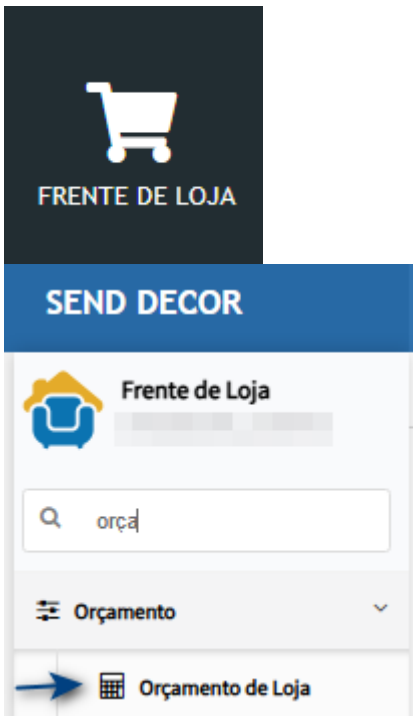 FRENTE DE LOJA
SEND DECOR
Frente de Loja
orça
Orçamento
Orçamento de Loja